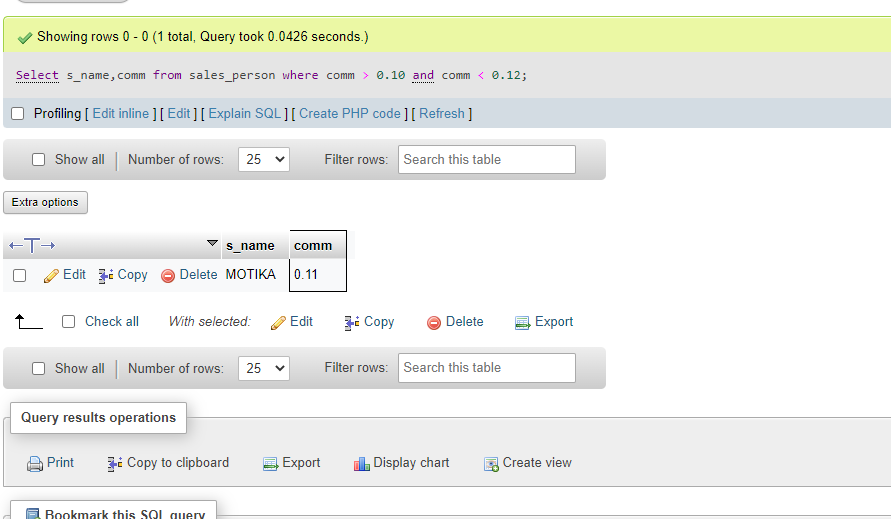 Showing rows 0 - 0 (1 total, Query took 0.0426 seconds.)
Select s_name,comm from sales_person where comm > 0.10 and comm < 0.12;
Profiling [ Edit inline ] [ Edit ] [ Explain SQL ] [ Create PHP code ] [ Refresh ]
Show all Number of rows: 25 Filter rows: Search this table
Extra options
←T→ s_name comm
Edit Copy Delete MOTIKA 0.11
Check all With selected: Edit Copy Delete Export
Show all Number of rows: 25 Filter rows: Search this table
Query results operations
Print Copy to clipboard Export Display chart Create view
Bookmark this SQL query